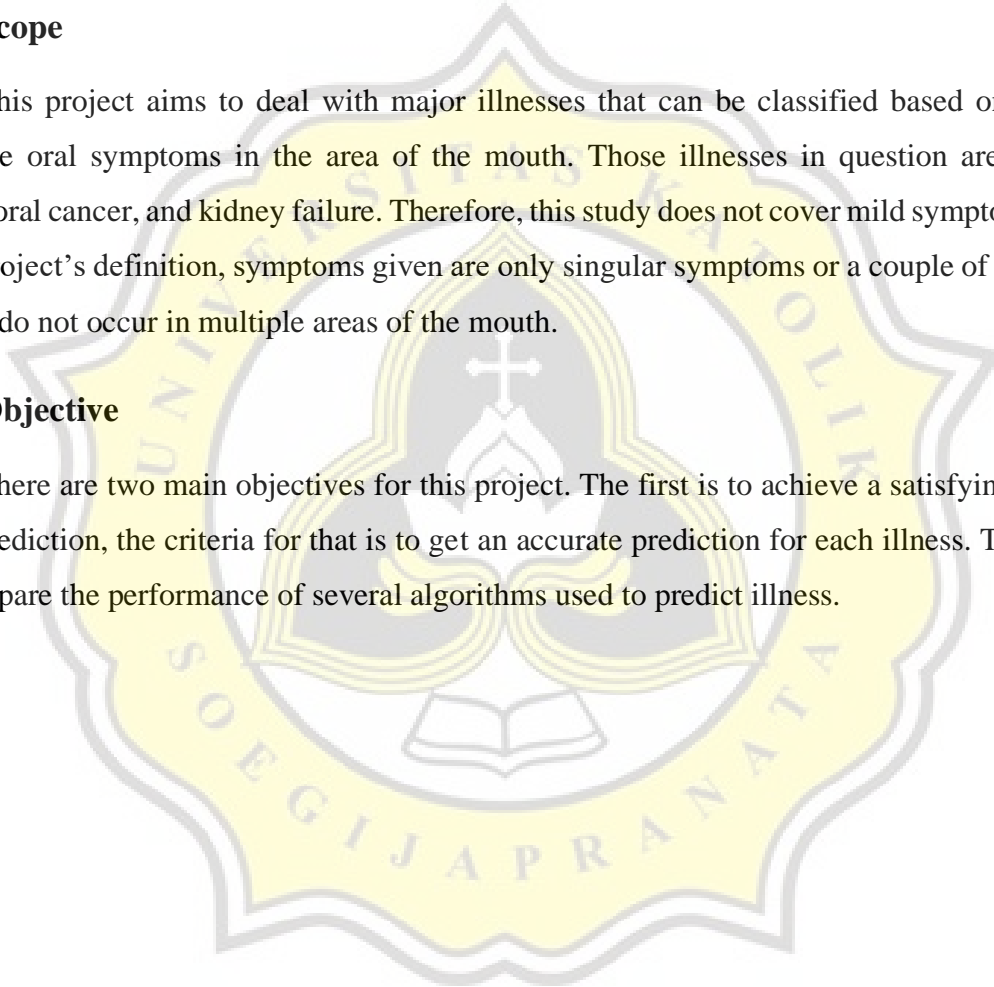 cope
his project aims to deal with major illnesses that can be classified based on
e oral symptoms in the area of the mouth. Those illnesses in question are
oral cancer, and kidney failure. Therefore, this study does not cover mild sympto
oject's definition, symptoms given are only singular symptoms or a couple of
do not occur in multiple areas of the mouth.
bjective
here are two main objectives for this project. The first is to achieve a satisfyin
ediction, the criteria for that is to get an accurate prediction for each illness. T
pare the performance of several algorithms used to predict illness.
UNIVERSITAS KATOLIK
SOEGIJAPRANATA